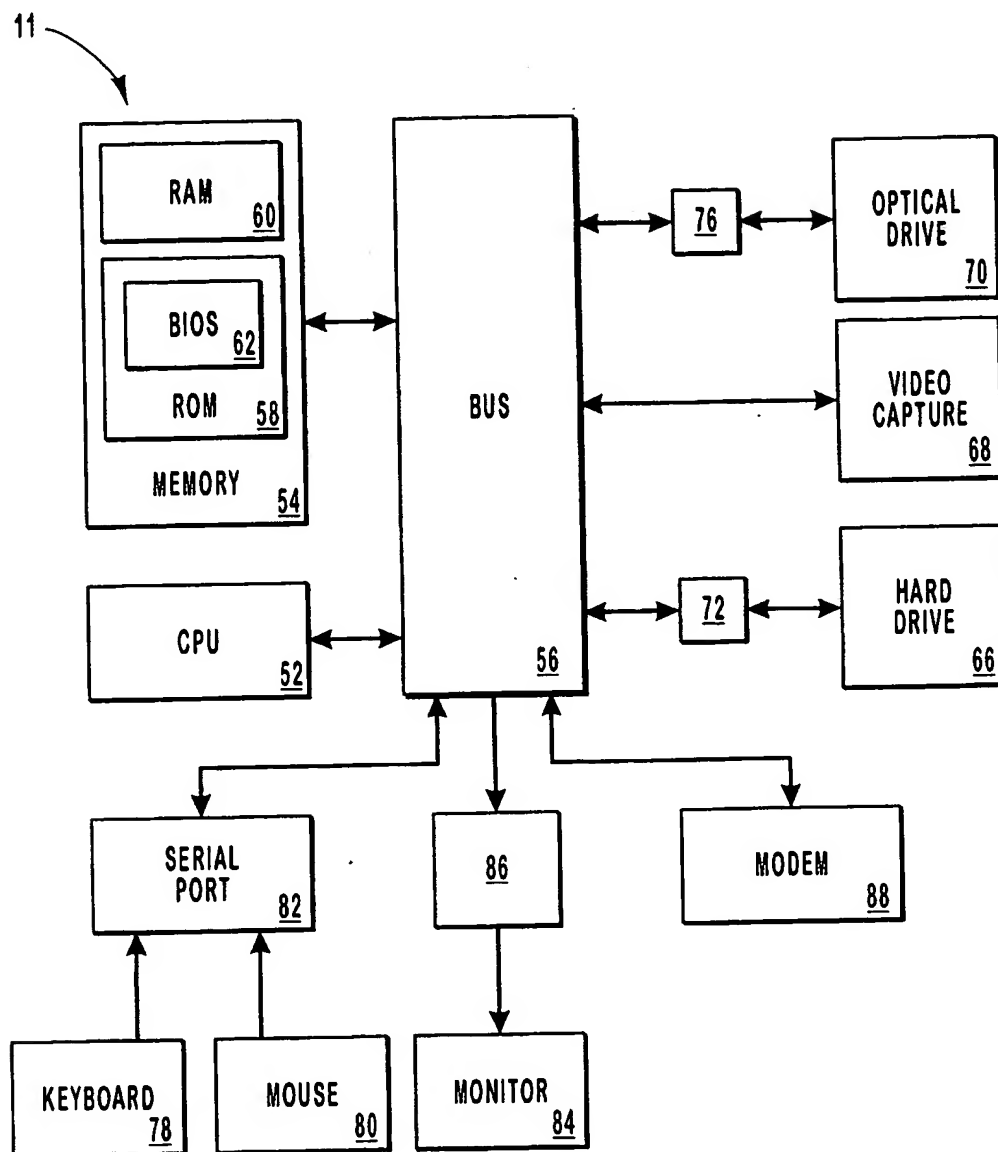 11
RAM
60
BIOS
62
ROM
58
MEMORY
54
CPU
52
BUS
56
76
OPTICAL
DRIVE
70
VIDEO
CAPTURE
68
72
HARD
DRIVE
66
SERIAL
PORT
82
86
MODEM
88
KEYBOARD
78
MOUSE
80
MONITOR
84